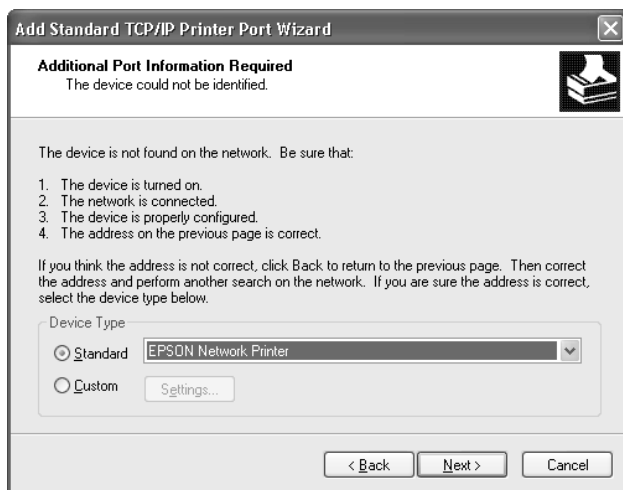 Add Standard TCP/IP Printer Port Wizard
Additional Port Information Required
The device could not be identified.
The device is not found on the network. Be sure that:
1. The device is turned on.
2. The network is connected.
3. The device is properly configured.
4. The address on the previous page is correct.
If you think the address is not correct, click Back to return to the previous page. Then correct
the address and perform another search on the network. If you are sure the address is correct,
select the device type below.
Device Type
Standard EPSON Network Printer
Custom Settings...
< Back Next > Cancel